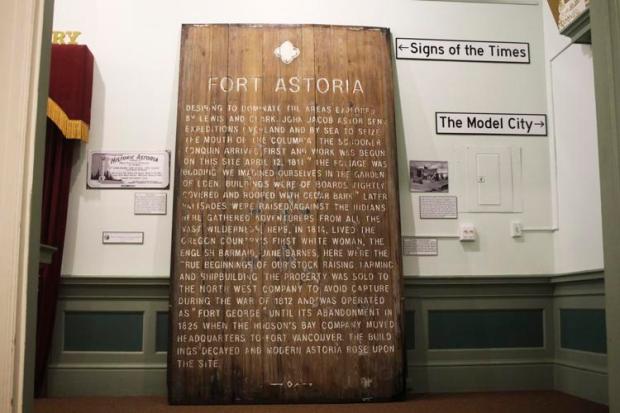 RY
←Signs of the Times
The Model City→
HISTORIC ASTORIA
FORT ASTORIA
DESIRING TO DOMINATE THE AREAS EXPLORED
BY LEWIS AND CLARK, JOHN JACOB ASTOR SENT
EXPEDITIONS OVERLAND AND BY SEA TO SEIZE
THE MOUTH OF THE COLUMBIA. THE SCHOONER
TONQUIN ARRIVED FIRST AND WORK WAS BEGUN
ON THIS SITE APRIL 12, 1811 "THE FOLIAGE WAS
BUDDING. WE IMAGINED OURSELVES IN THE GARDEN
OF EDEN. BUILDINGS WERE OF BOARDS TIGHTLY
COVERED AND ROOFED WITH CEDAR BARK" LATER
PALISADES WERE RAISED AGAINST THE INDIANS
HERE GATHERED ADVENTURERS FROM ALL THE
VAST WILDERNESS. HERE, IN 1814, LIVED THE
OREGON COUNTRY'S FIRST WHITE WOMAN, THE
ENGLISH BARMAID, JANE BARNES, HERE WERE THE
TRUE BEGINNINGS OF OUR STOCK RAISING, FARMING
AND SHIPBUILDING. THE PROPERTY WAS SOLD TO
THE NORTH WEST COMPANY TO AVOID CAPTURE
DURING THE WAR OF 1812 AND WAS OPERATED
AS "FORT GEORGE" UNTIL ITS ABANDONMENT IN
1825 WHEN THE HUDSON'S BAY COMPANY MOVED
HEADQUARTERS TO FORT VANCOUVER. THE BUILD
INGS DECAYED AND MODERN ASTORIA ROSE UPON
THE SITE.